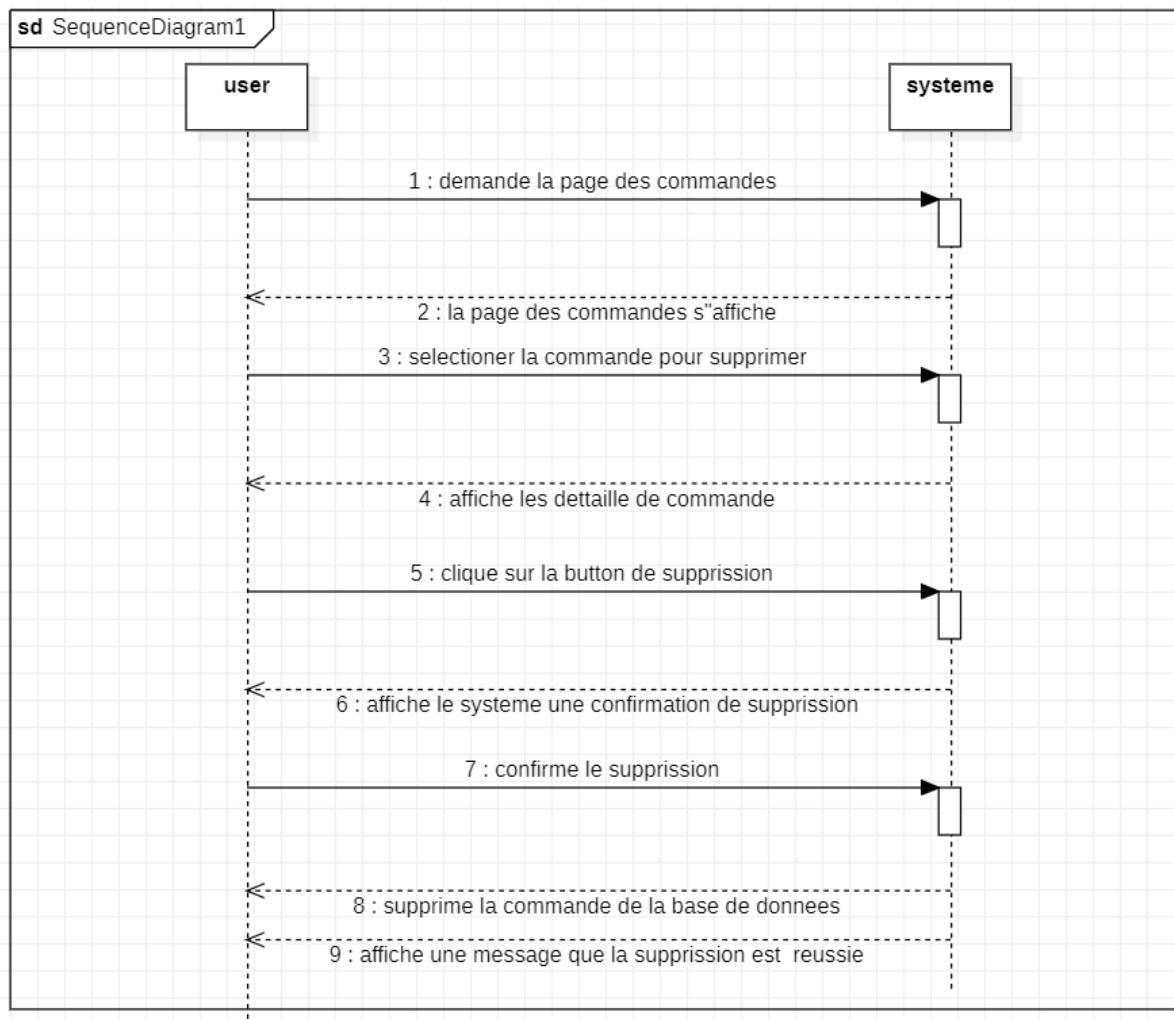 sd SequenceDiagram1
user
systeme
1 : demande la page des commandes
2 : la page des commandes s"affiche
3 : selectioner la commande pour supprimer
4 : affiche les dettaille de commande
5 : clique sur la button de supprission
6 : affiche le systeme une confirmation de supprission
7 : confirme le supprission
8 : supprime la commande de la base de donnees
9 : affiche une message que la supprission est  reussie